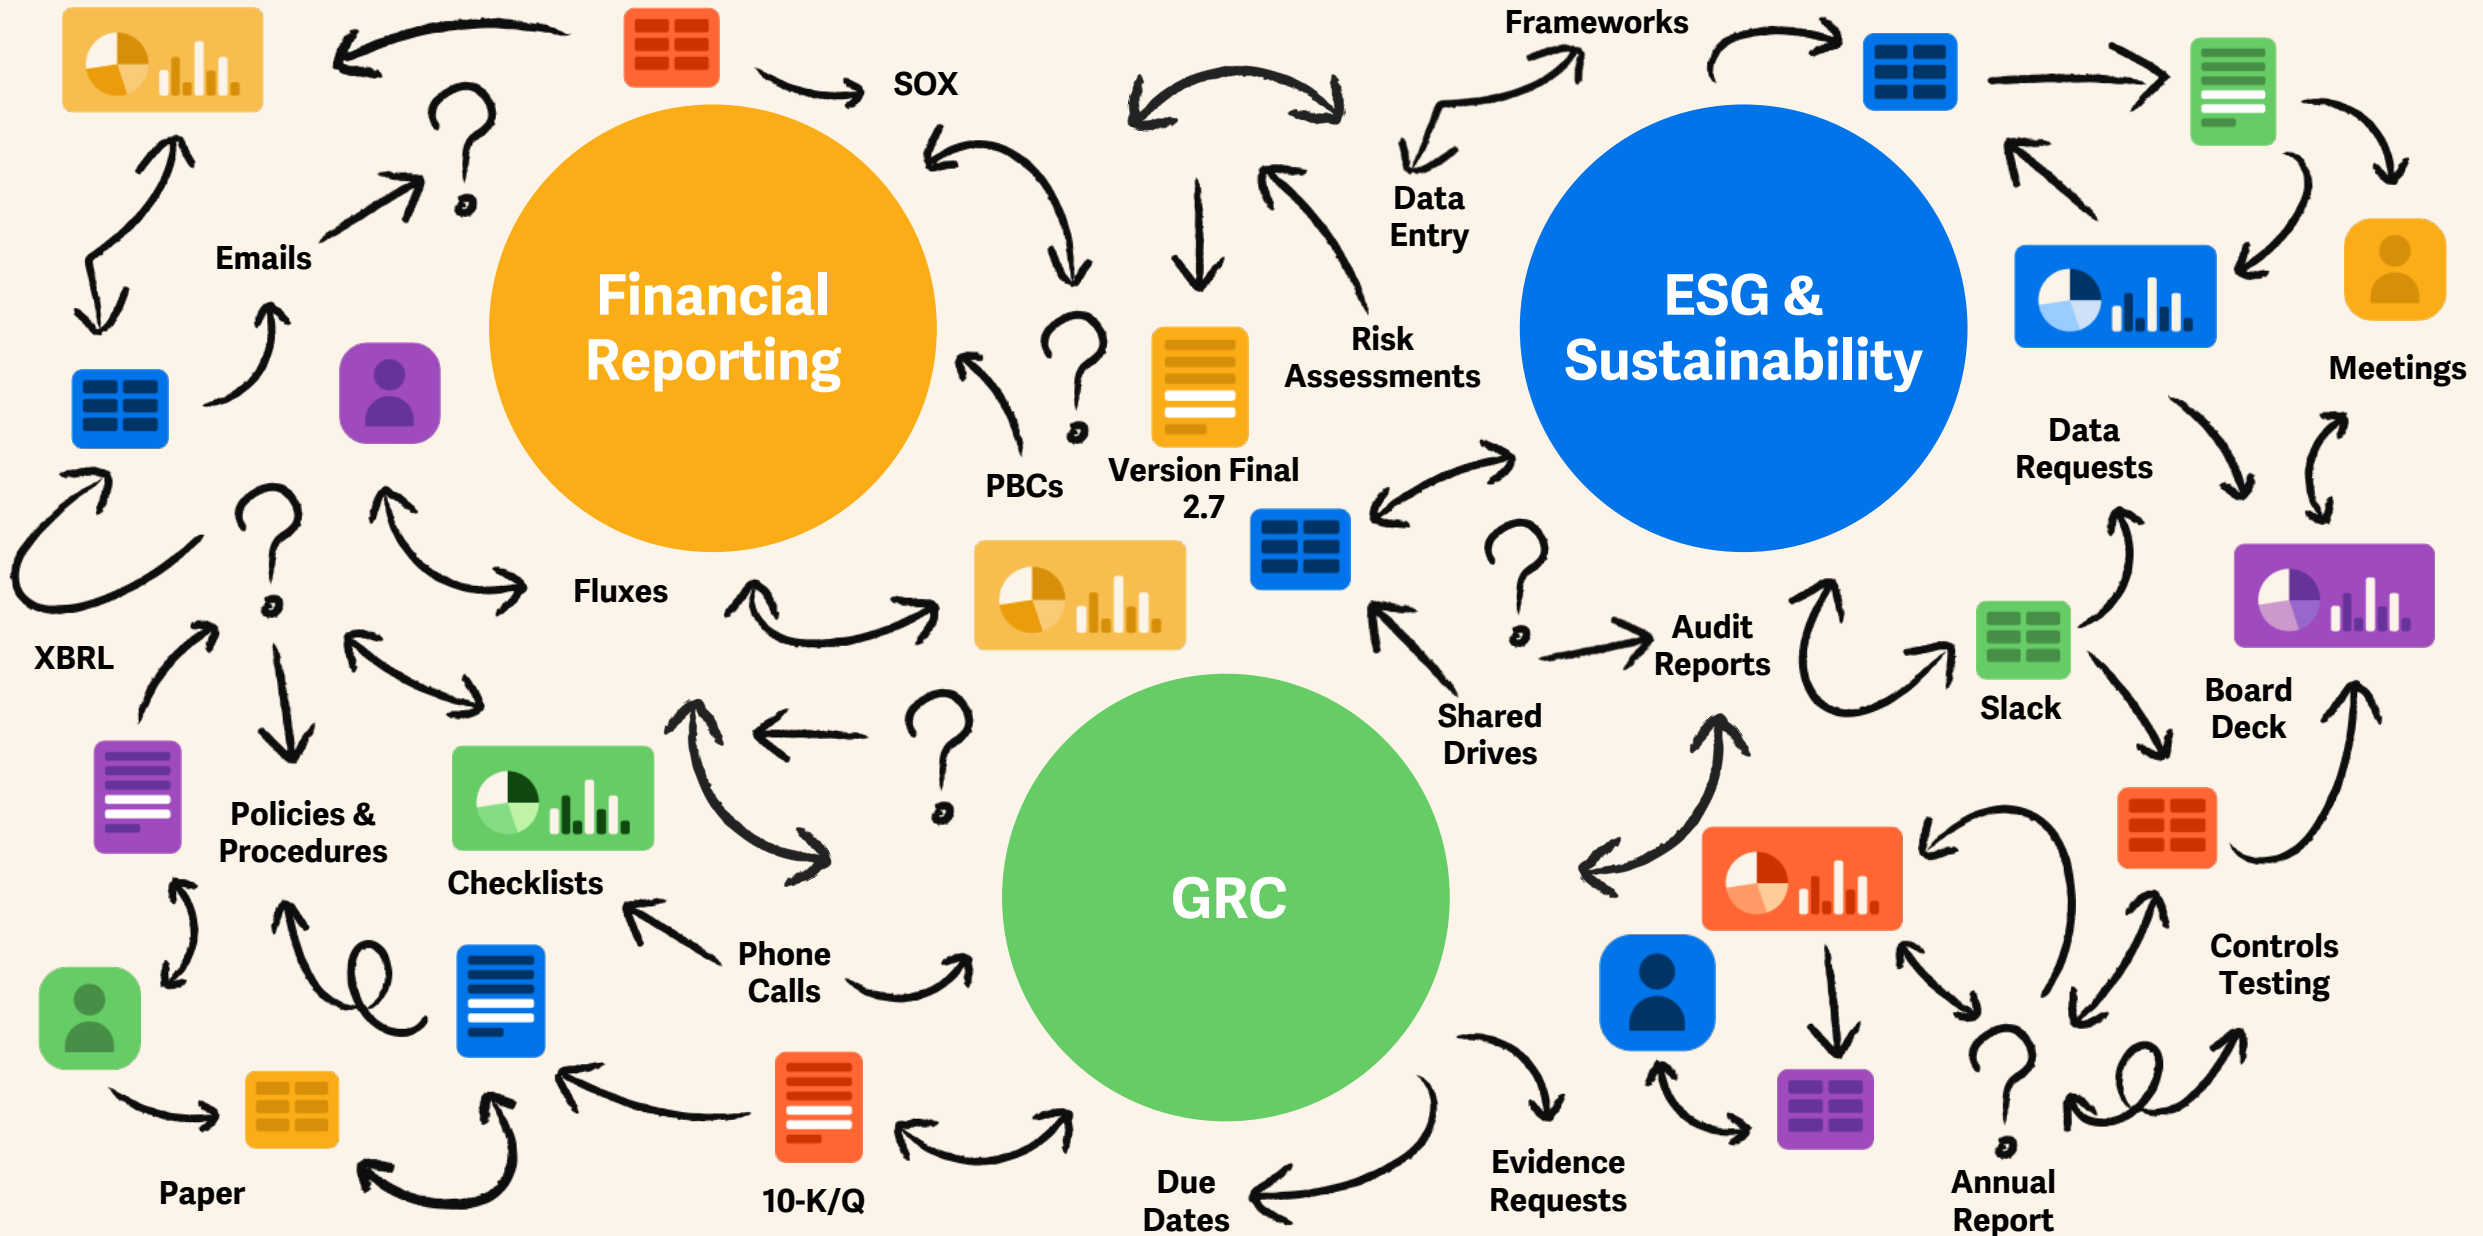 Frameworks
SOX
Data
Entry
Emails
Financial
Reporting
ESG &
Sustainability
Risk
Assessments
Meetings
Data
Requests
PBCs
Version Final
2.7
Fluxes
XBRL
Audit
Reports
Shared
Drives
Slack
Board
Deck
Policies &
Procedures
Checklists
GRC
Phone
Calls
Controls
Testing
Paper
10-K/Q
Due
Dates
Evidence
Requests
Annual
Report